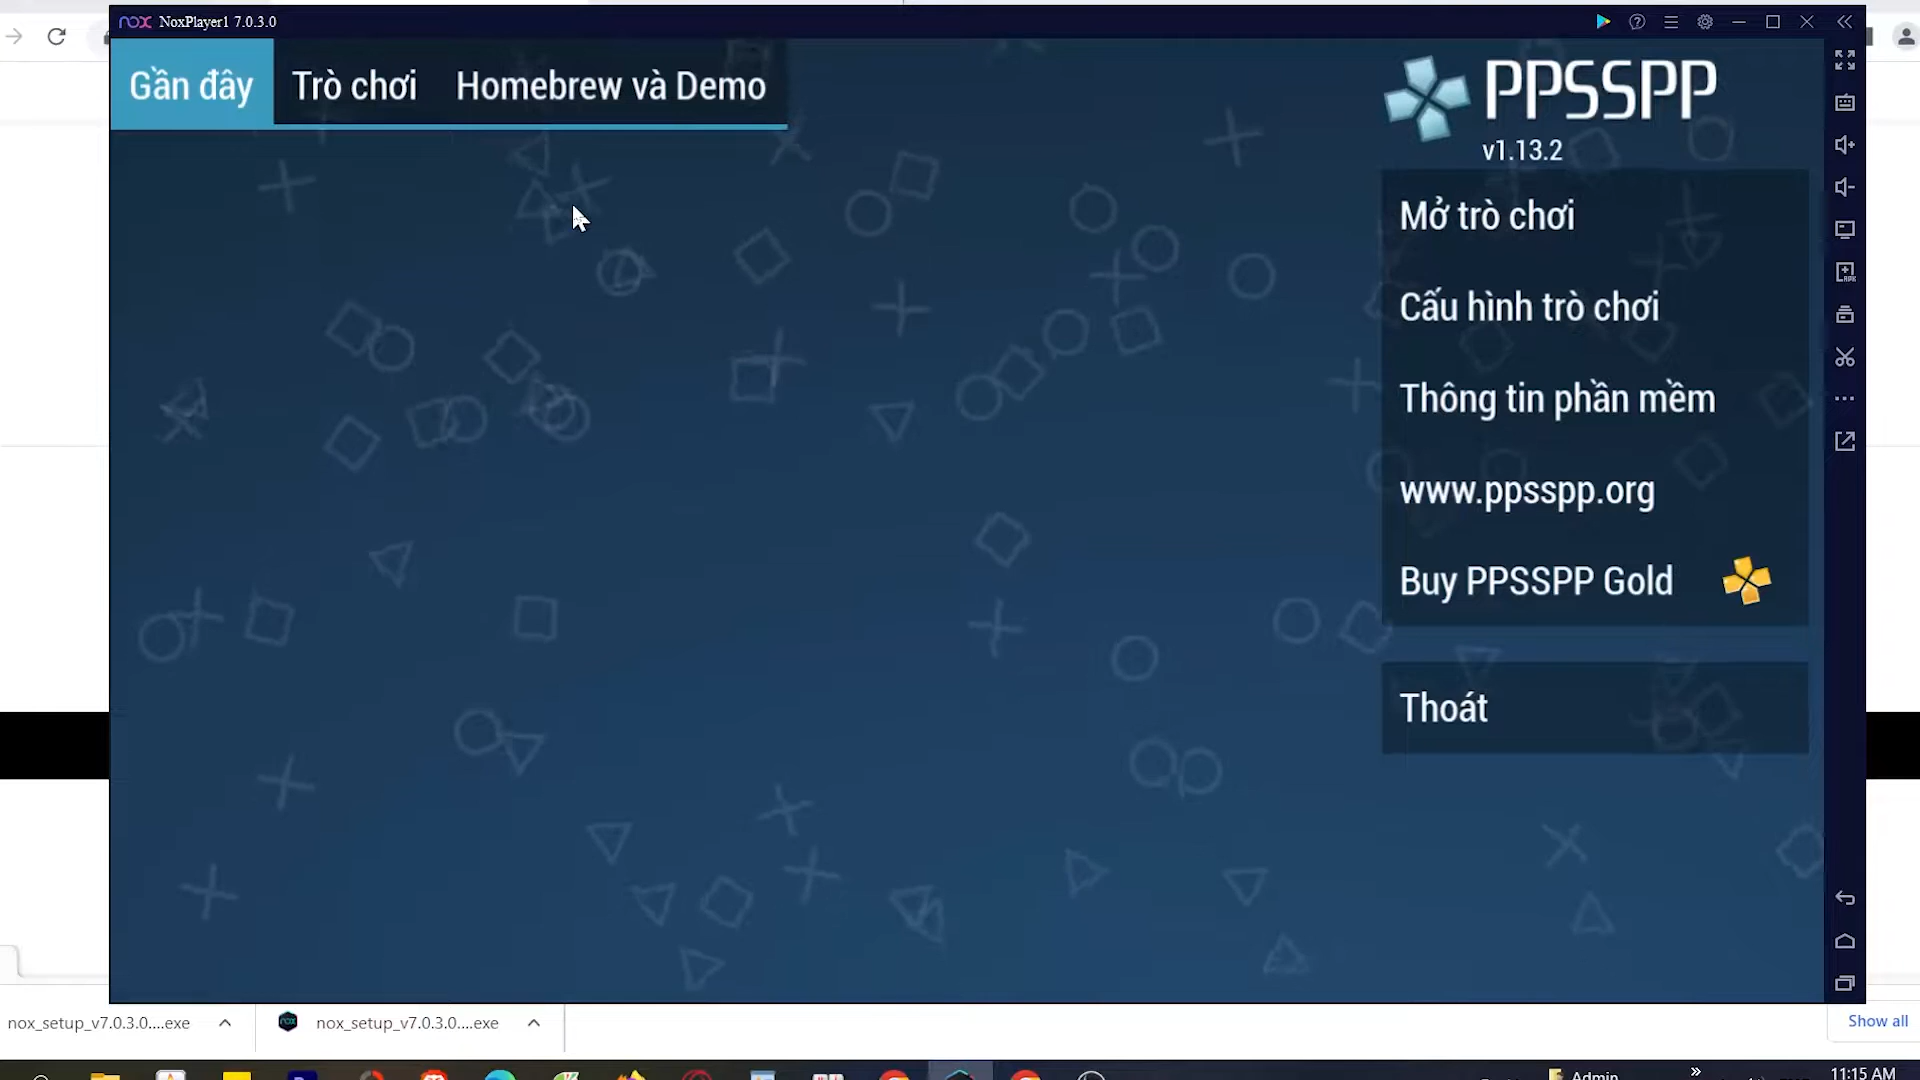 nox NoxPlayer1 7.0.3.0
Gần đây
Trò chơi
Homebrew và Demo
PPSSPP
v1.13.2
Mở trò chơi
Cấu hình trò chơi
Thông tin phần mềm
www.ppsspp.org
Buy PPSSPP Gold
Thoát
nox_setup_v7.0.3.0....exe
nox_setup_v7.0.3.0....exe
Show all
Admin
11:15 AM